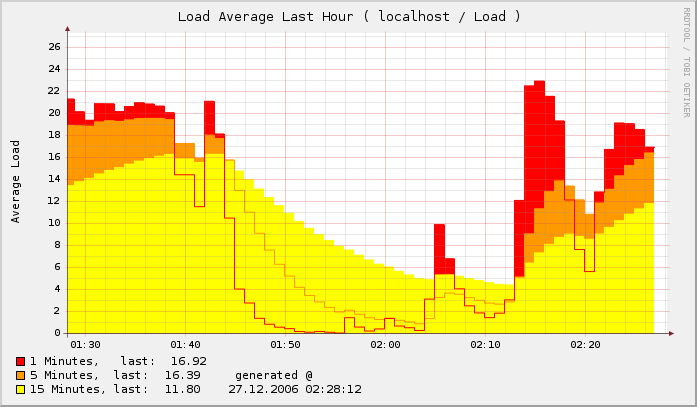 Load Average Last Hour ( localhost / Load )
RRDTOOL / TOBI OETIKER
Average Load
26
24
22
20
18
16
14
12
10
8
6
4
2
0
01:30 01:40 01:50 02:00 02:10 02:20
1 Minutes, last: 16.92
5 Minutes, last: 16.39 generated @
15 Minutes, last: 11.80 27.12.2006 02:28:12